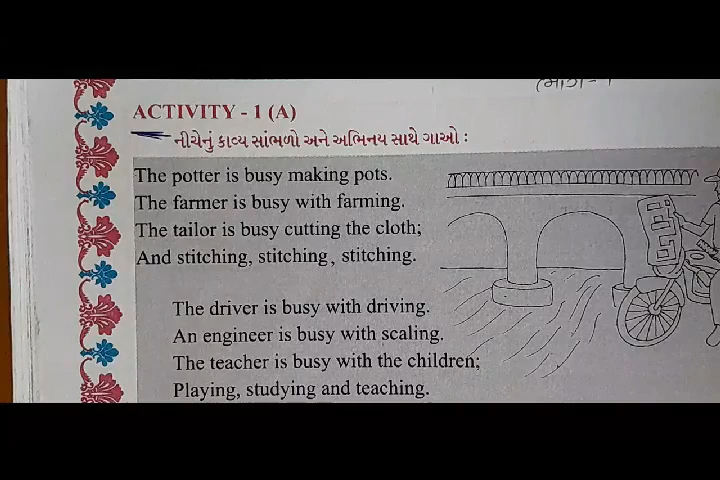 ભાગ - ૧
ACTIVITY - 1 (A)
નીચેનું કાવ્ય સાંભળો અને અભિનય સાથે ગાઓ :
The potter is busy making pots.
The farmer is busy with farming.
The tailor is busy cutting the cloth;
And stitching, stitching, stitching.
The driver is busy with driving.
An engineer is busy with scaling.
The teacher is busy with the children;
Playing, studying and teaching.